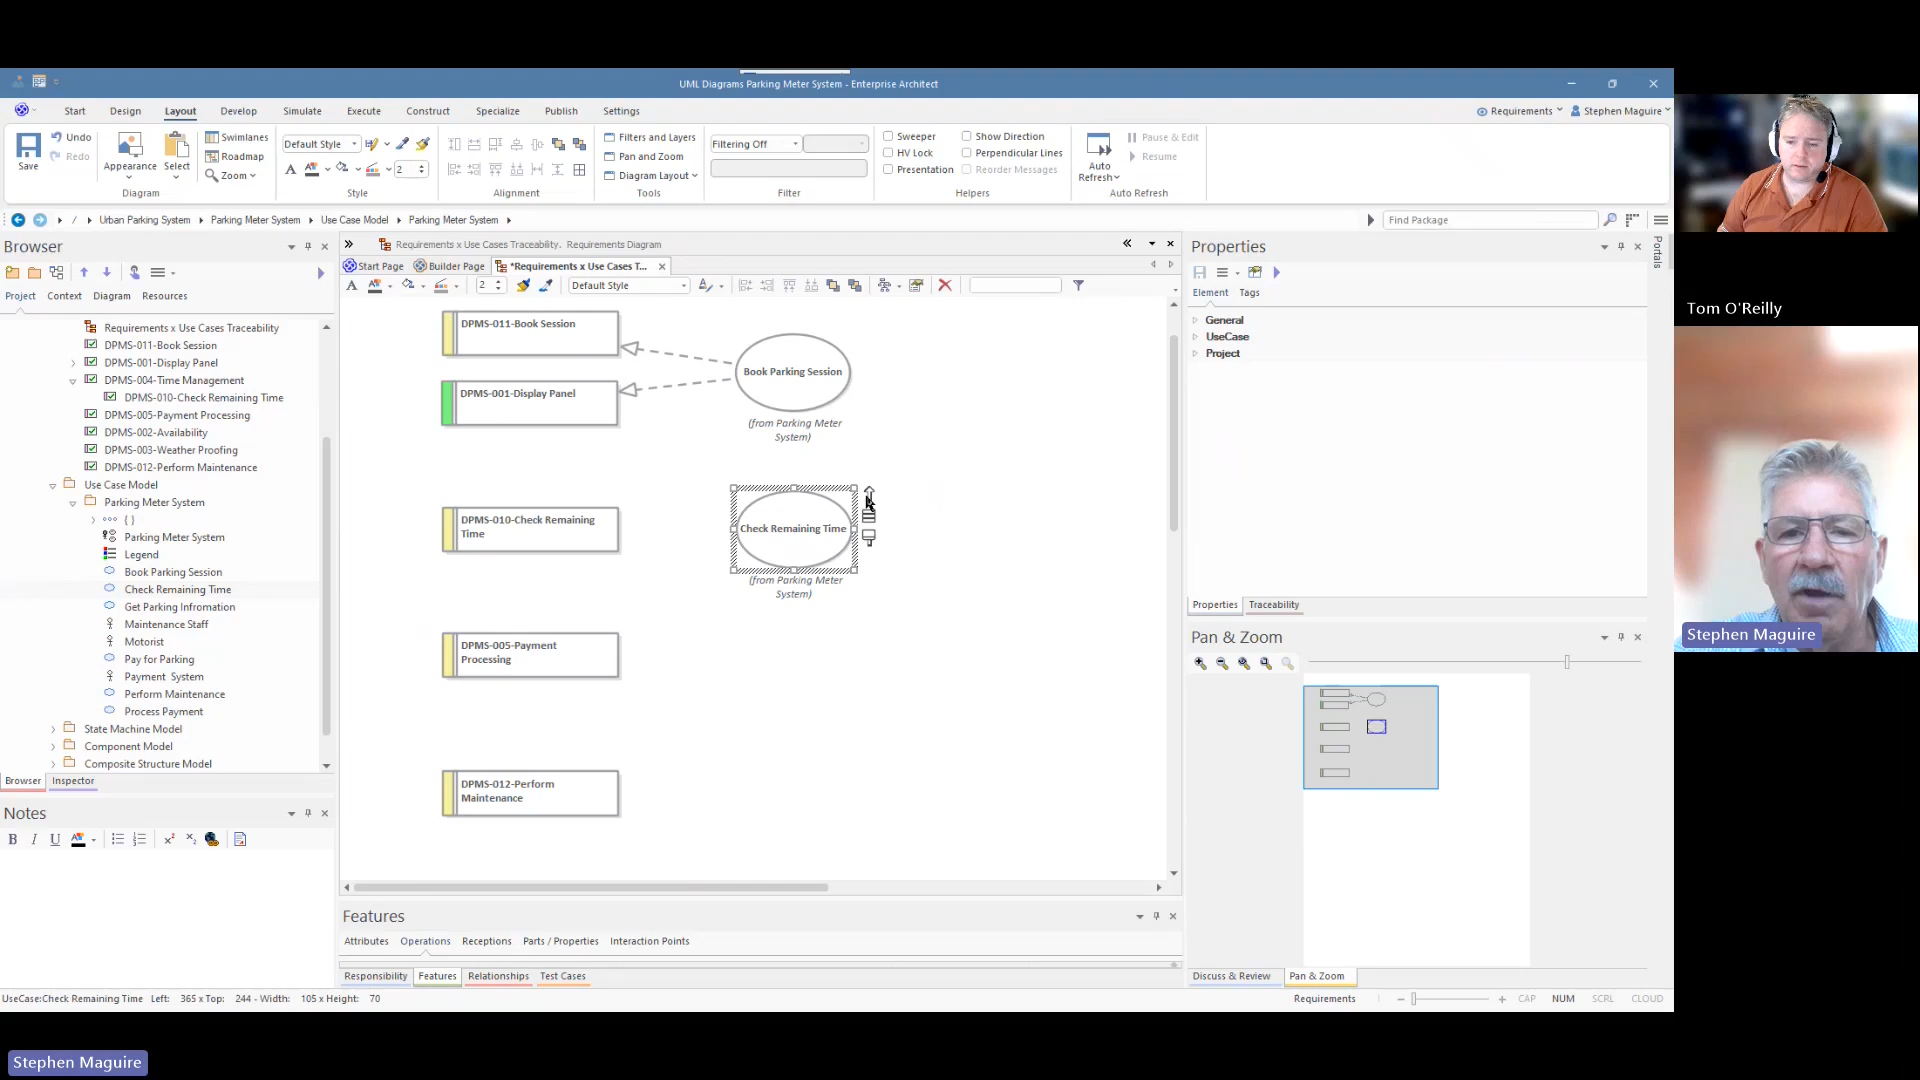 UML Diagrams Parking Meter System - Enterprise Architect
Start Design Layout Develop Simulate Execute Construct Specialize Publish Settings
Requirements Stephen Maguire
Save
Undo
Redo
Appearance
Select
Swimlanes
Roadmap
Zoom
Diagram
Default Style
2
Style
Alignment
Filters and Layers
Pan and Zoom
Diagram Layout
Tools
Filtering Off
Filter
Sweeper
HV Lock
Presentation
Show Direction
Perpendicular Lines
Reorder Messages
Helpers
Auto Refresh
Pause & Edit
Resume
Auto Refresh
/ Urban Parking System Parking Meter System Use Case Model Parking Meter System
Find Package
Portals
Browser
Project Context Diagram Resources
Requirements x Use Cases Traceability
DPMS-011-Book Session
DPMS-001-Display Panel
DPMS-004-Time Management
DPMS-010-Check Remaining Time
DPMS-005-Payment Processing
DPMS-002-Availability
DPMS-003-Weather Proofing
DPMS-012-Perform Maintenance
Use Case Model
Parking Meter System
{ }
Parking Meter System
Legend
Book Parking Session
Check Remaining Time
Get Parking Infromation
Maintenance Staff
Motorist
Pay for Parking
Payment System
Perform Maintenance
Process Payment
State Machine Model
Component Model
Composite Structure Model
Browser Inspector
Notes
B I U
Requirements x Use Cases Traceability. Requirements Diagram
Start Page Builder Page *Requirements x Use Cases T...
2 Default Style
DPMS-011-Book Session
DPMS-001-Display Panel
Book Parking Session
(from Parking Meter
System)
DPMS-010-Check Remaining
Time
Check Remaining Time
(from Parking Meter
System)
DPMS-005-Payment
Processing
DPMS-012-Perform
Maintenance
Features
Attributes Operations Receptions Parts / Properties Interaction Points
Responsibility Features Relationships Test Cases
Properties
Element Tags
General
UseCase
Project
Properties Traceability
Pan & Zoom
Discuss & Review Pan & Zoom
UseCase:Check Remaining Time Left: 365 x Top: 244 - Width: 105 x Height: 70
Requirements CAP NUM SCRL CLOUD
Tom O'Reilly
Stephen Maguire
Stephen Maguire